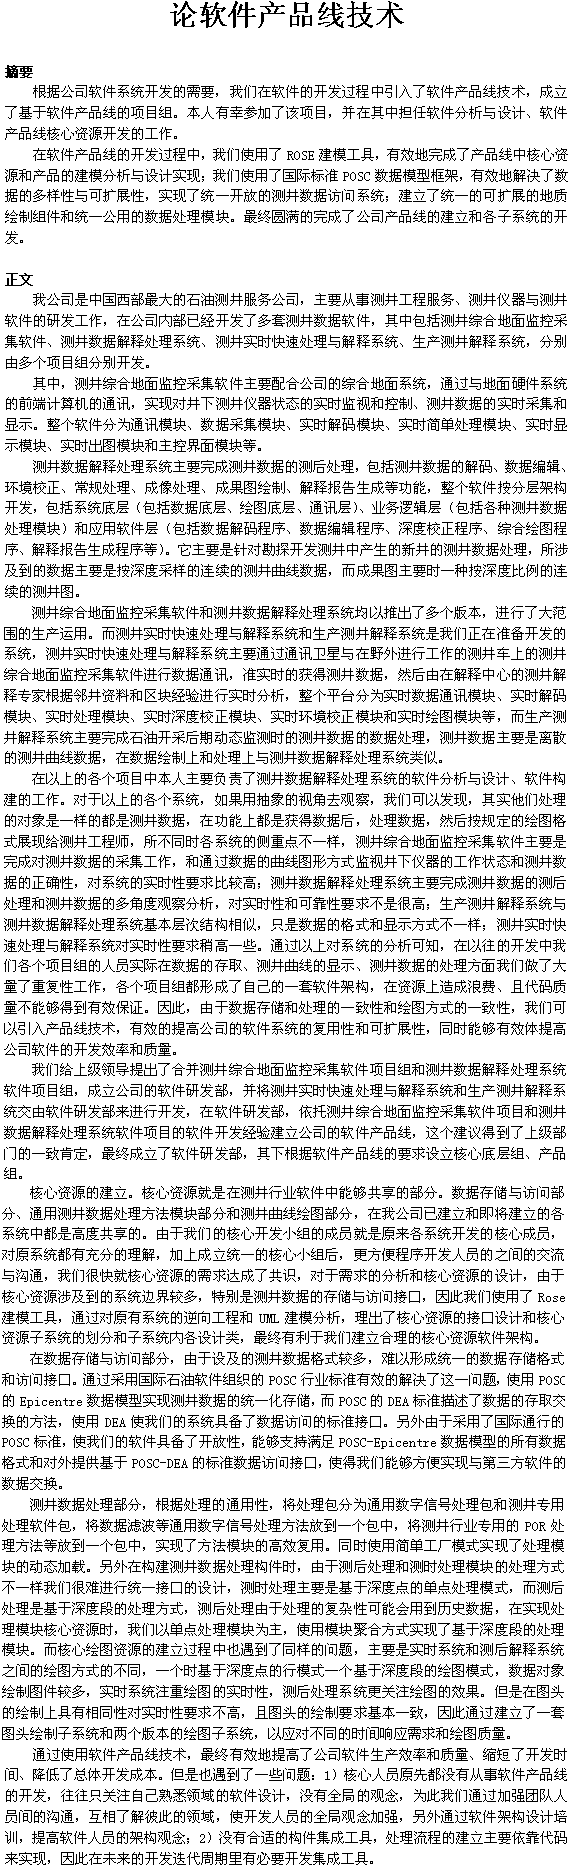 论软件产品线技术
摘要
根据公司软件系统开发的需要，我们在软件的开发过程中引入了软件产品线技术，成立
了基于软件产品线的项目组。本人有幸参加了该项目，并在其中担任软件分析与设计、软件
产品线核心资源开发的工作。
在软件产品线的开发过程中，我们使用了 ROSE 建模工具，有效地完成了产品线中核心资
源和产品的建模分析与设计实现；我们使用了国际标准 POSC 数据模型框架，有效地解决了数
据的多样性与可扩展性，实现了统一开放的测井数据访问系统；建立了统一的可扩展的地质
绘制组件和统一公用的数据处理模块。最终圆满的完成了公司产品线的建立和各子系统的开
发。
正文
我公司是中国西部最大的石油测井服务公司，主要从事测井工程服务、测井仪器与测井
软件的研发工作，在公司内部已经开发了多套测井数据软件，其中包括测井综合地面监控采
集软件、测井数据解释处理系统、测井实时快速处理与解释系统、生产测井解释系统，分别
由多个项目组分别开发。
其中，测井综合地面监控采集软件主要配合公司的综合地面系统，通过与地面硬件系统
的前端计算机的通讯，实现对井下测井仪器状态的实时监视和控制、测井数据的实时采集和
显示。整个软件分为通讯模块、数据采集模块、实时解码模块、实时简单处理模块、实时显
示模块、实时出图模块和主控界面模块等。
测井数据解释处理系统主要完成测井数据的测后处理，包括测井数据的解码、数据编辑、
环境校正、常规处理、成像处理、成果图绘制、解释报告生成等功能，整个软件按分层架构
开发，包括系统底层（包括数据底层、绘图底层、通讯层）、业务逻辑层（包括各种测井数据
处理模块）和应用软件层（包括数据解码程序、数据编辑程序、深度校正程序、综合绘图程
序、解释报告生成程序等）。它主要是针对勘探开发测井中产生的新井的测井数据处理，所涉
及到的数据主要是按深度采样的连续的测井曲线数据，而成果图主要时一种按深度比例的连
续的测井图。
测井综合地面监控采集软件和测井数据解释处理系统均以推出了多个版本，进行了大范
围的生产运用。而测井实时快速处理与解释系统和生产测井解释系统是我们正在准备开发的
系统，测井实时快速处理与解释系统主要通过通讯卫星与在野外进行工作的测井车上的测井
综合地面监控采集软件进行数据通讯，准实时的获得测井数据，然后由在解释中心的测井解
释专家根据邻井资料和区块经验进行实时分析，整个平台分为实时数据通讯模块、实时解码
模块、实时处理模块、实时深度校正模块、实时环境校正模块和实时绘图模块等，而生产测
井解释系统主要完成石油开采后期动态监测时的测井数据的数据处理，测井数据主要是离散
的测井曲线数据，在数据绘制上和处理上与测井数据解释处理系统类似。
在以上的各个项目中本人主要负责了测井数据解释处理系统的软件分析与设计、软件构
建的工作。对于以上的各个系统，如果用抽象的视角去观察，我们可以发现，其实他们处理
的对象是一样的都是测井数据，在功能上都是获得数据后，处理数据，然后按规定的绘图格
式展现给测井工程师，所不同时各系统的侧重点不一样，测井综合地面监控采集软件主要是
完成对测井数据的采集工作，和通过数据的曲线图形方式监视井下仪器的工作状态和测井数
据的正确性，对系统的实时性要求比较高；测井数据解释处理系统主要完成测井数据的测后
处理和测井数据的多角度观察分析，对实时性和可靠性要求不是很高；生产测井解释系统与
测井数据解释处理系统基本层次结构相似，只是数据的格式和显示方式不一样；测井实时快
速处理与解释系统对实时性要求稍高一些。通过以上对系统的分析可知，在以往的开发中我
们各个项目组的人员实际在数据的存取、测井曲线的显示、测井数据的处理方面我们做了大
量了重复性工作，各个项目组都形成了自己的一套软件架构，在资源上造成浪费、且代码质
量不能够得到有效保证。因此，由于数据存储和处理的一致性和绘图方式的一致性，我们可
以引入产品线技术，有效的提高公司的软件系统的复用性和可扩展性，同时能够有效体提高
公司软件的开发效率和质量。
我们给上级领导提出了合并测井综合地面监控采集软件项目组和测井数据解释处理系统
软件项目组，成立公司的软件研发部，并将测井实时快速处理与解释系统和生产测井解释系
统交由软件研发部来进行开发，在软件研发部，依托测井综合地面监控采集软件项目和测井
数据解释处理系统软件项目的软件开发经验建立公司的软件产品线，这个建议得到了上级部
门的一致肯定，最终成立了软件研发部，其下根据软件产品线的要求设立核心底层组、产品
组。
核心资源的建立。核心资源就是在测井行业软件中能够共享的部分。数据存储与访问部
分、通用测井数据处理方法模块部分和测井曲线绘图部分，在我公司已建立和即将建立的各
系统中都是高度共享的。由于我们的核心开发小组的成员就是原来各系统开发的核心成员，
对原系统都有充分的理解，加上成立统一的核心小组后，更方便程序开发人员的之间的交流
与沟通，我们很快就核心资源的需求达成了共识，对于需求的分析和核心资源的设计，由于
核心资源涉及到的系统边界较多，特别是测井数据的存储与访问接口，因此我们使用了 Rose
建模工具，通过对原有系统的逆向工程和 UML 建模分析，理出了核心资源的接口设计和核心
资源子系统的划分和子系统内各设计类，最终有利于我们建立合理的核心资源软件架构。
在数据存储与访问部分，由于设及的测井数据格式较多，难以形成统一的数据存储格式
和访问接口。通过采用国际石油软件组织的 POSC 行业标准有效的解决了这一问题，使用 POSC
的 Epicentre 数据模型实现测井数据的统一化存储，而 POSC 的 DEA 标准描述了数据的存取交
换的方法，使用 DEA 使我们的系统具备了数据访问的标准接口。另外由于采用了国际通行的
POSC 标准，使我们的软件具备了开放性，能够支持满足 POSC-Epicentre 数据模型的所有数据
格式和对外提供基于 POSC-DEA 的标准数据访问接口，使得我们能够方便实现与第三方软件的
数据交换。
测井数据处理部分，根据处理的通用性，将处理包分为通用数字信号处理包和测井专用
处理软件包，将数据滤波等通用数字信号处理方法放到一个包中，将测井行业专用的 POR 处
理方法等放到一个包中，实现了方法模块的高效复用。同时使用简单工厂模式实现了处理模
块的动态加载。另外在构建测井数据处理构件时，由于测后处理和测时处理模块的处理方式
不一样我们很难进行统一接口的设计，测时处理主要是基于深度点的单点处理模式，而测后
处理是基于深度段的处理方式，测后处理由于处理的复杂性可能会用到历史数据，在实现处
理模块核心资源时，我们以单点处理模块为主，使用模块聚合方式实现了基于深度段的处理
模块。而核心绘图资源的建立过程中也遇到了同样的问题，主要是实时系统和测后解释系统
之间的绘图方式的不同，一个时基于深度点的行模式一个基于深度段的绘图模式，数据对象
绘制图件较多，实时系统注重绘图的实时性，测后处理系统更关注绘图的效果。但是在图头
的绘制上具有相同性对实时性要求不高，且图头的绘制要求基本一致，因此通过建立了一套
图头绘制子系统和两个版本的绘图子系统，以应对不同的时间响应需求和绘图质量。
通过使用软件产品线技术，最终有效地提高了公司软件生产效率和质量、缩短了开发时
间、降低了总体开发成本。但是也遇到了一些问题：1）核心人员原先都没有从事软件产品线
的开发，往往只关注自己熟悉领域的软件设计，没有全局的观念，为此我们通过加强团队人
员间的沟通，互相了解彼此的领域，使开发人员的全局观念加强，另外通过软件架构设计培
训，提高软件人员的架构观念；2）没有合适的构件集成工具，处理流程的建立主要依靠代码
来实现，因此在未来的开发迭代周期里有必要开发集成工具。